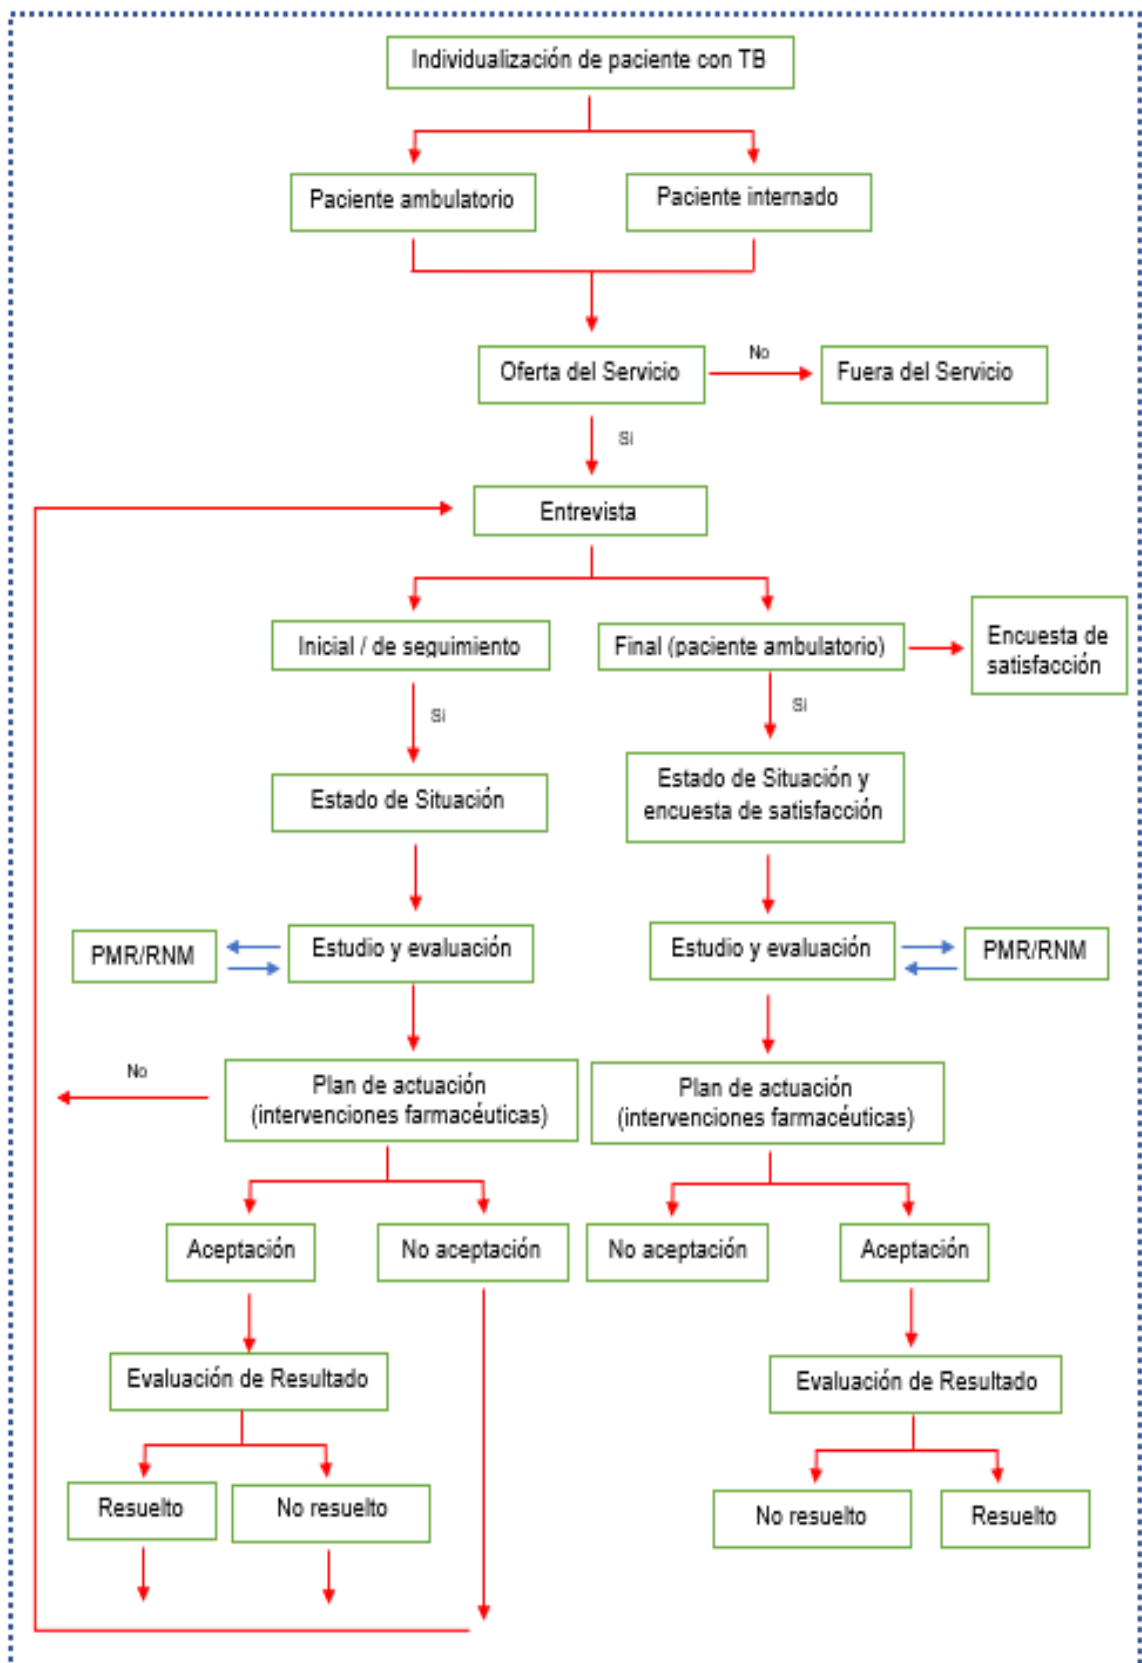 Individualización de paciente con TB
Paciente ambulatorio
Paciente internado
Oferta del Servicio
No
Fuera del Servicio
Si
Entrevista
Inicial / de seguimiento
Final (paciente ambulatorio)
Encuesta de
satisfacción
Si
Si
Estado de Situación
Estado de Situación y
encuesta de satisfacción
PMR/RNM
Estudio y evaluación
Estudio y evaluación
PMR/RNM
No
Plan de actuación
(intervenciones farmacéuticas)
Plan de actuación
(intervenciones farmacéuticas)
Aceptación
No aceptación
No aceptación
Aceptación
Evaluación de Resultado
Evaluación de Resultado
Resuelto
No resuelto
No resuelto
Resuelto